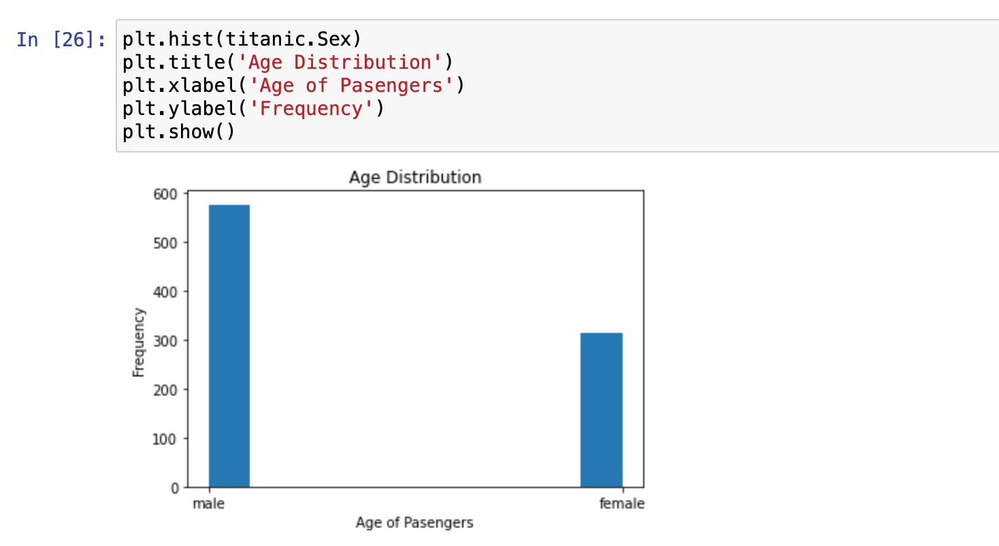 In [26]: plt.hist(titanic.Sex)
plt.title('Age Distribution')
plt.xlabel('Age of Pasengers')
plt.ylabel('Frequency')
plt.show()
Age Distribution
600
500
400
300
200
100
0
Frequency
male female
Age of Pasengers